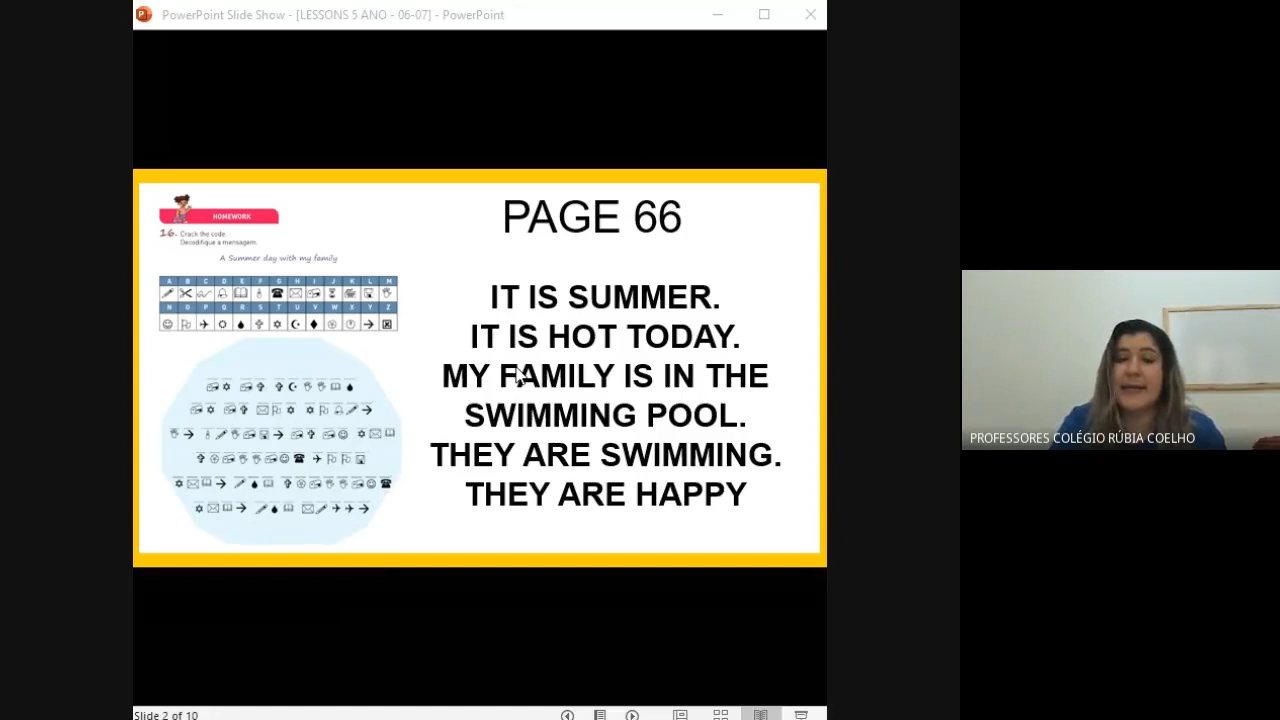 PowerPoint Slide Show - [LESSONS 5 ANO - 06-07] - PowerPoint
HOMEWORK
16. Crack the code.
Decodifique a mensagem.
A Summer day with my family
A B C D E F G H I J K L M
N O P Q R S T U V W X Y Z
PAGE 66
IT IS SUMMER.
IT IS HOT TODAY.
MY FAMILY IS IN THE
SWIMMING POOL.
THEY ARE SWIMMING.
THEY ARE HAPPY
PROFESSORES COLÉGIO RÚBIA COELHO
Slide 2 of 10